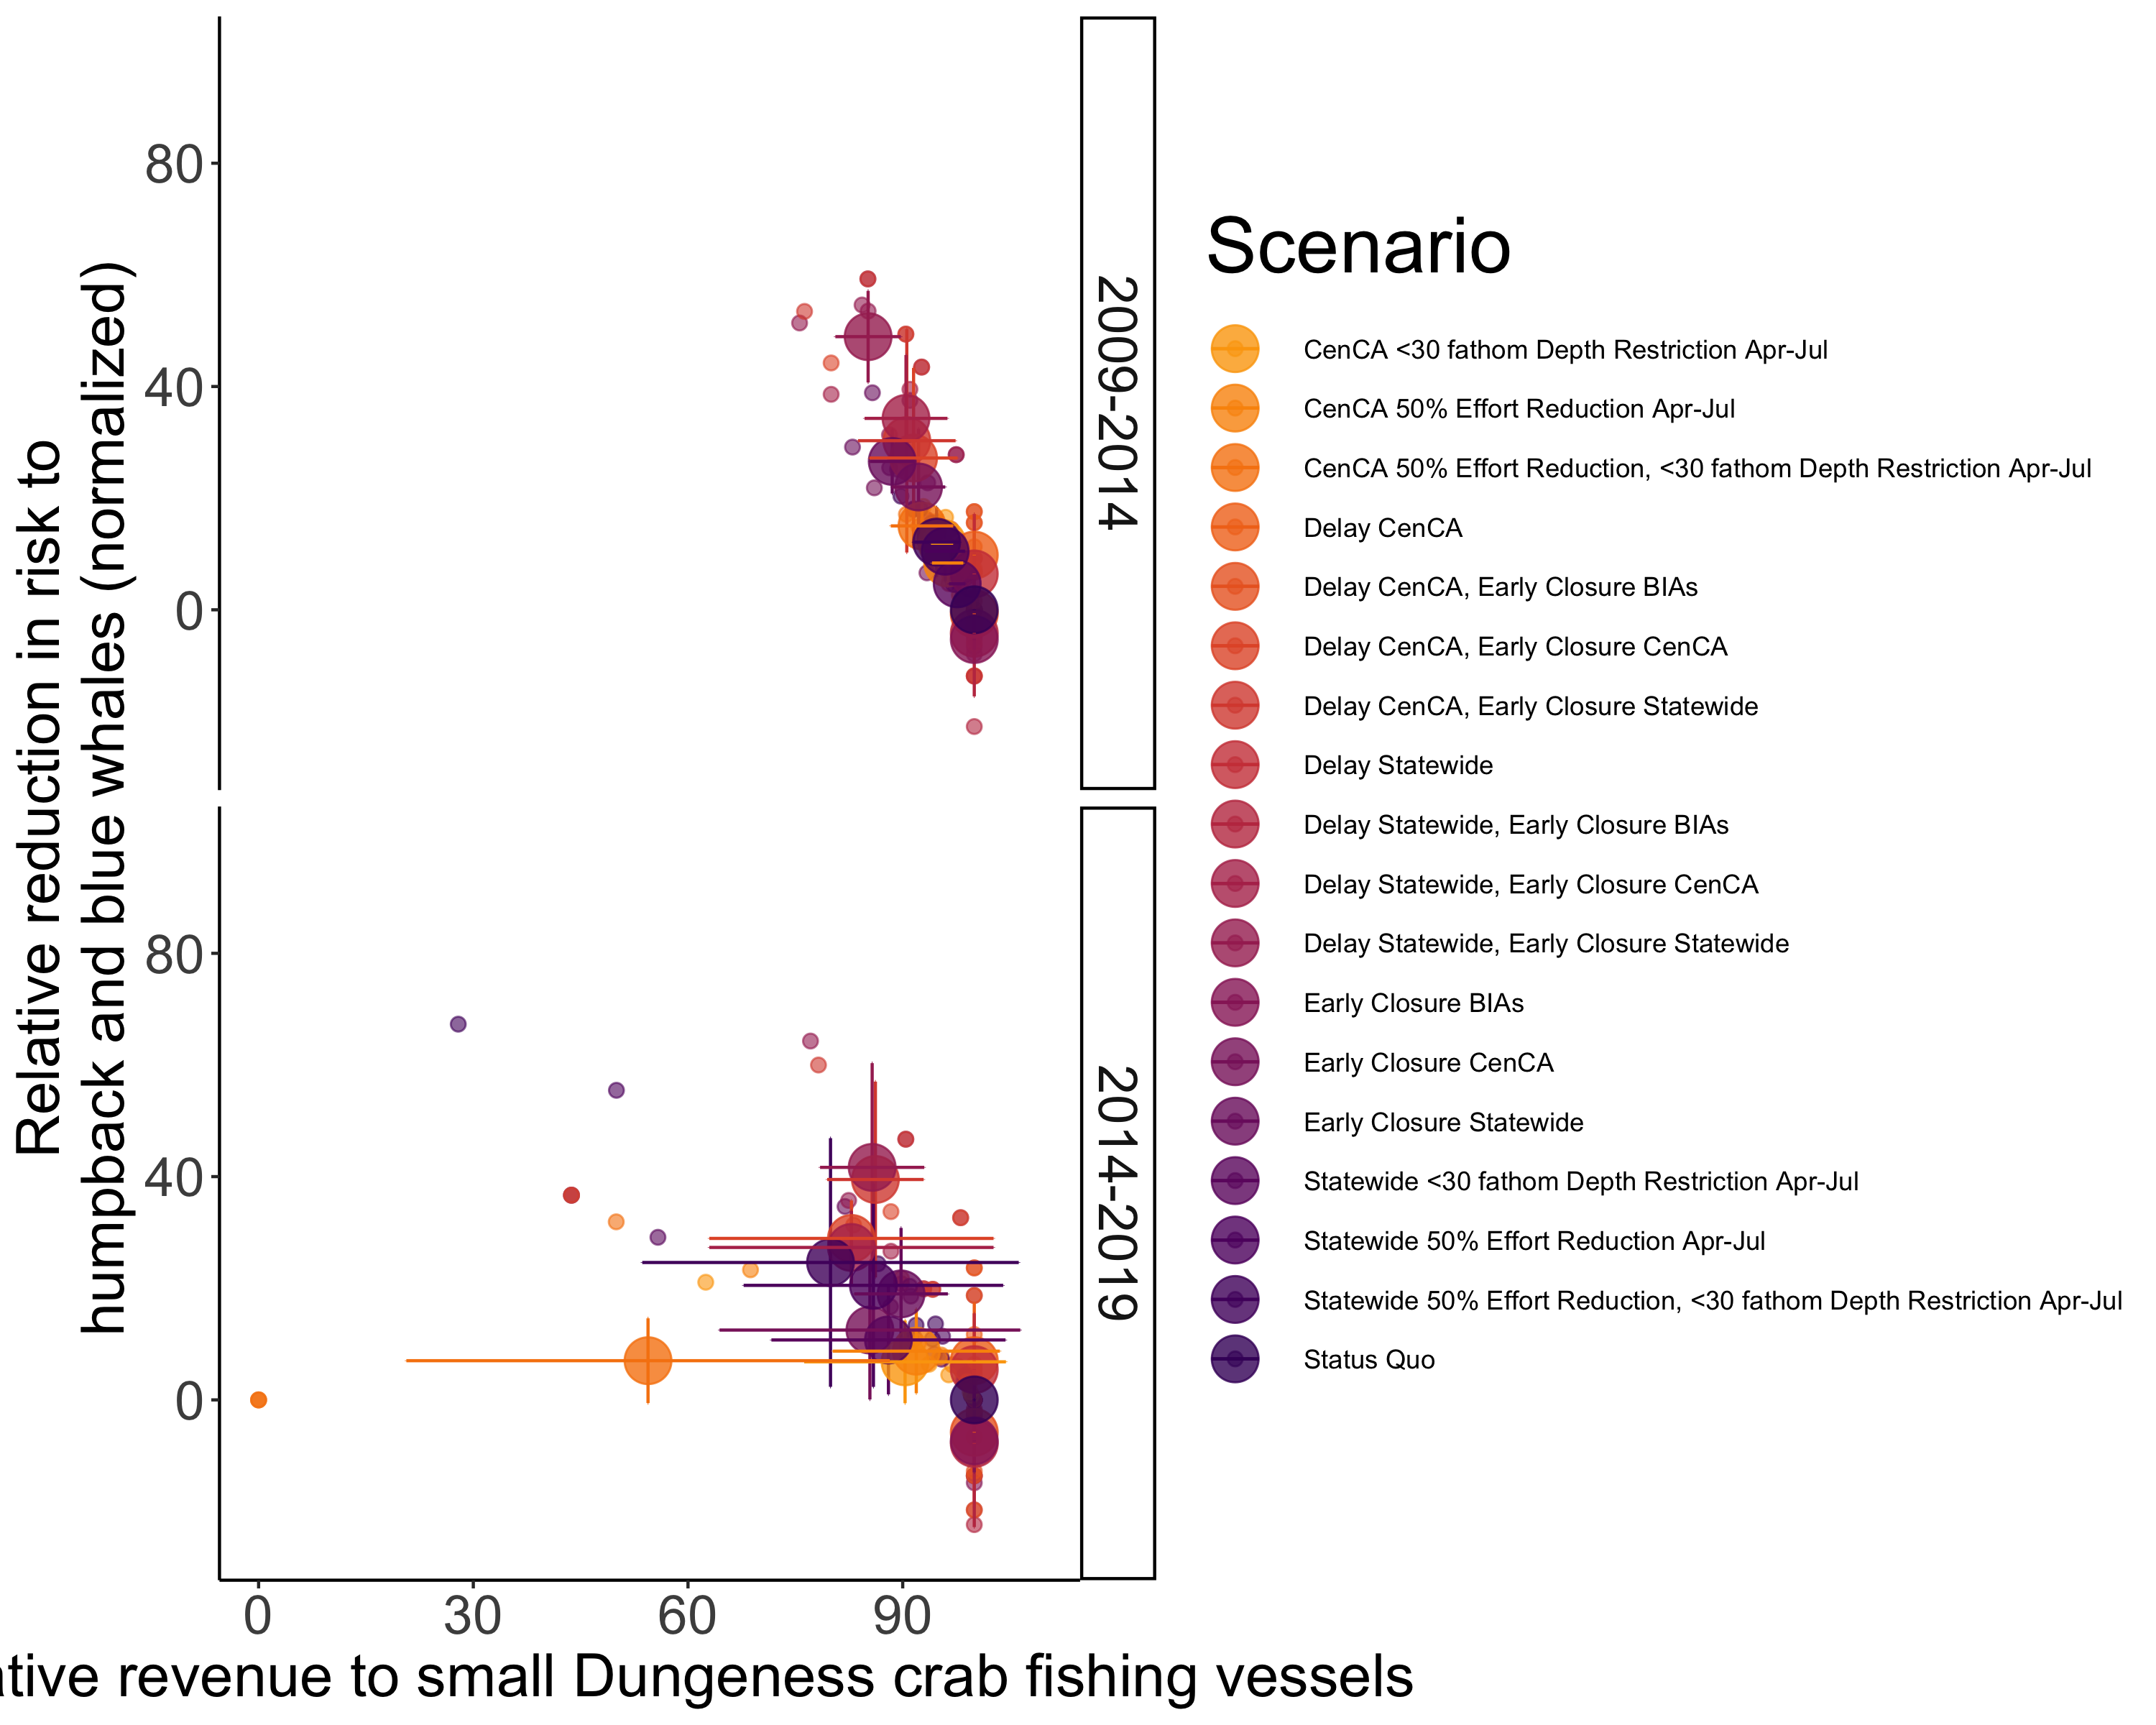 Relative reduction in risk to
humpback and blue whales (normalized)
80
40
0
2009-2014
80
40
0
2014-2019
0 30 60 90
revenue to small Dungeness crab fishing vessels
Scenario
CenCA <30 fathom Depth Restriction Apr-Jul
CenCA 50% Effort Reduction Apr-Jul
CenCA 50% Effort Reduction, <30 fathom Depth Restriction Apr-Jul
Delay CenCA
Delay CenCA, Early Closure BIAs
Delay CenCA, Early Closure CenCA
Delay CenCA, Early Closure Statewide
Delay Statewide
Delay Statewide, Early Closure BIAs
Delay Statewide, Early Closure CenCA
Delay Statewide, Early Closure Statewide
Early Closure BIAs
Early Closure CenCA
Early Closure Statewide
Statewide <30 fathom Depth Restriction Apr-Jul
Statewide 50% Effort Reduction Apr-Jul
Statewide 50% Effort Reduction, <30 fathom Depth Restriction Apr-Jul
Status Quo